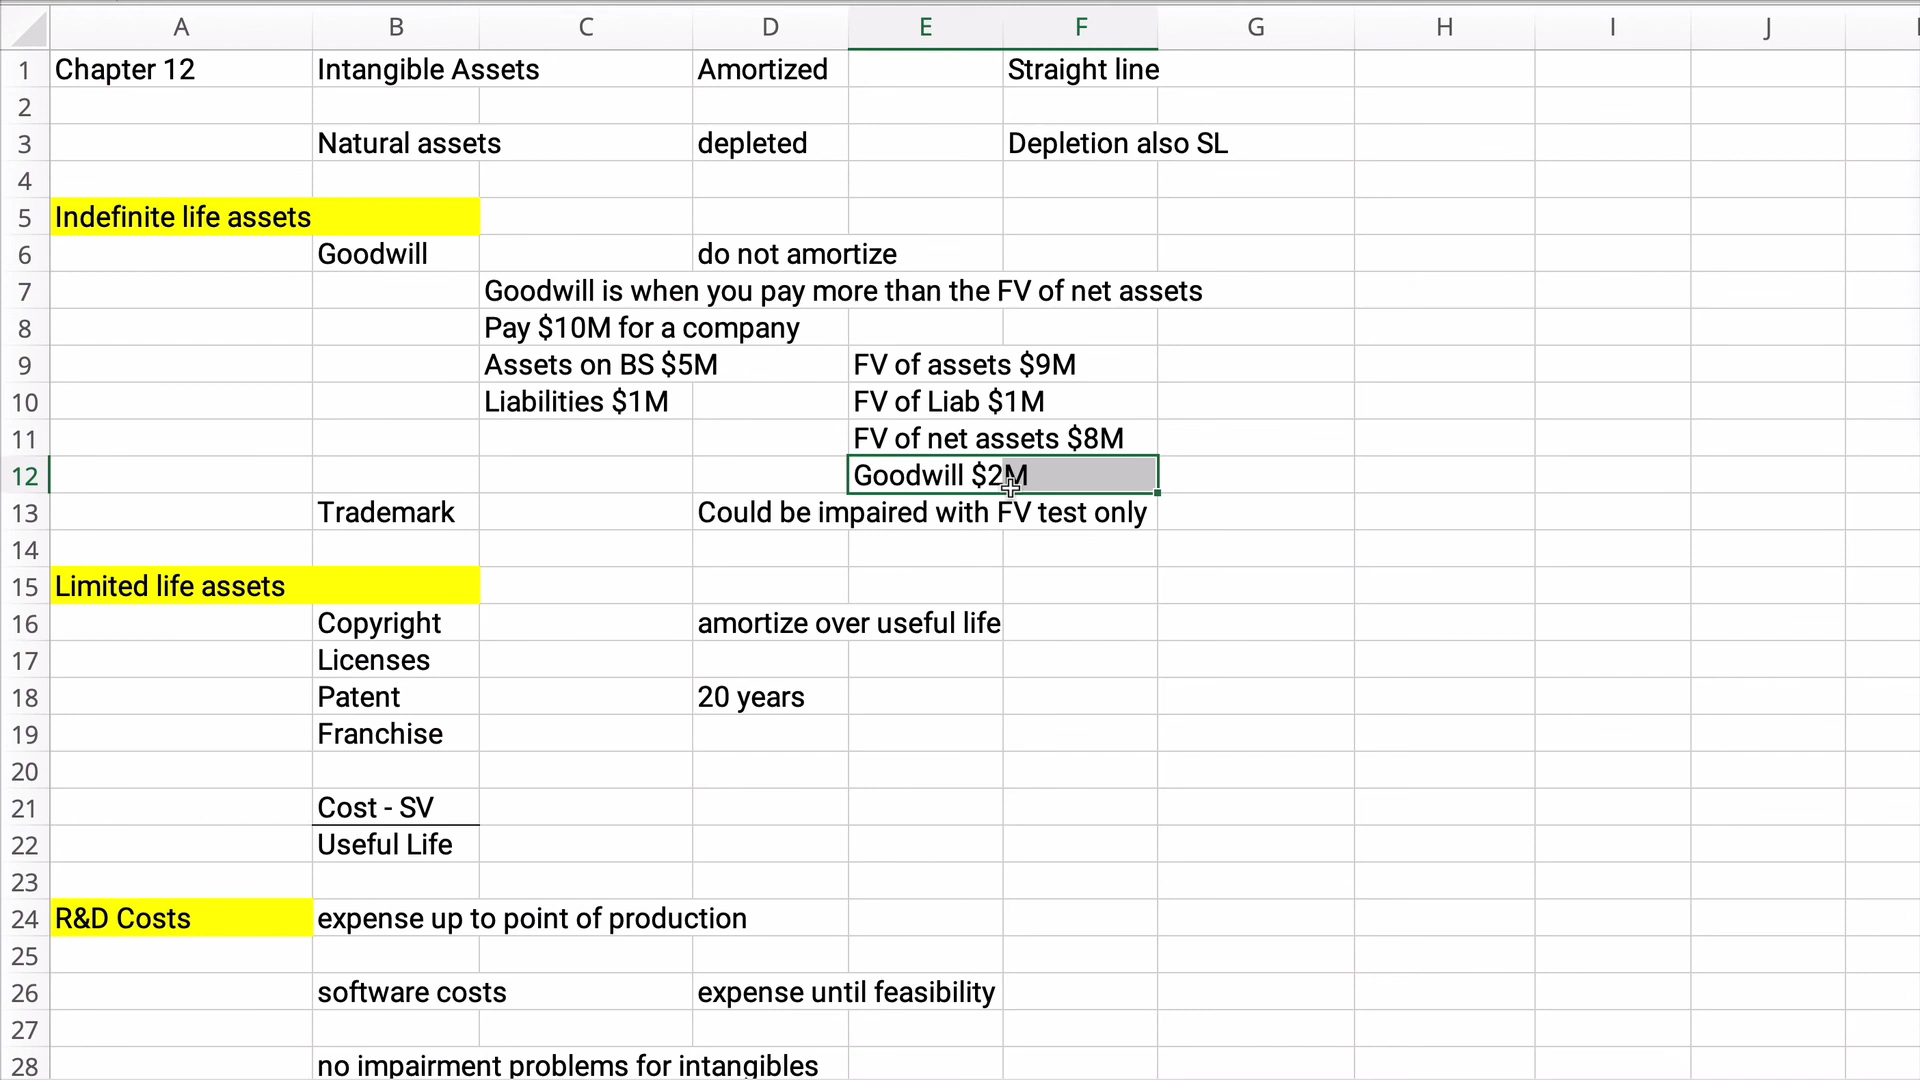 A B C D E F G H I J
1 Chapter 12 Intangible Assets Amortized Straight line
2
3 Natural assets depleted Depletion also SL
4
5 Indefinite life assets
6 Goodwill do not amortize
7 Goodwill is when you pay more than the FV of net assets
8 Pay $10M for a company
9 Assets on BS $5M FV of assets $9M
10 Liabilities $1M FV of Liab $1M
11 FV of net assets $8M
12 Goodwill $2M
13 Trademark Could be impaired with FV test only
14
15 Limited life assets
16 Copyright amortize over useful life
17 Licenses
18 Patent 20 years
19 Franchise
20
21 Cost - SV
22 Useful Life
23
24 R&D Costs expense up to point of production
25
26 software costs expense until feasibility
27
28 no impairment problems for intangibles